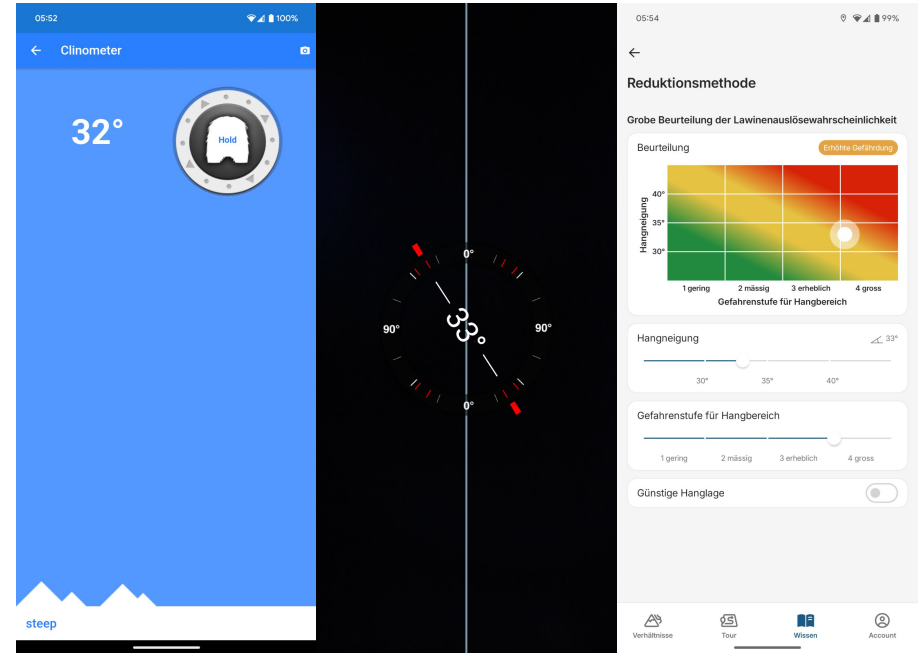 05:52
100%
Clinometer
32°
Hold
steep
0°
90°
33°
90°
0°
05:54
99%
Reduktionsmethode
Grobe Beurteilung der Lawinenauslösewahrscheinlichkeit
Beurteilung
Erhöhte Gefährdung
Hangneigung
40°
35°
30°
1 gering 2 mässig 3 erheblich 4 gross
Gefahrenstufe für Hangbereich
Hangneigung
33°
30° 35° 40°
Gefahrenstufe für Hangbereich
1 gering 2 mässig 3 erheblich 4 gross
Günstige Hanglage
Verhältnisse Tour Wissen Account